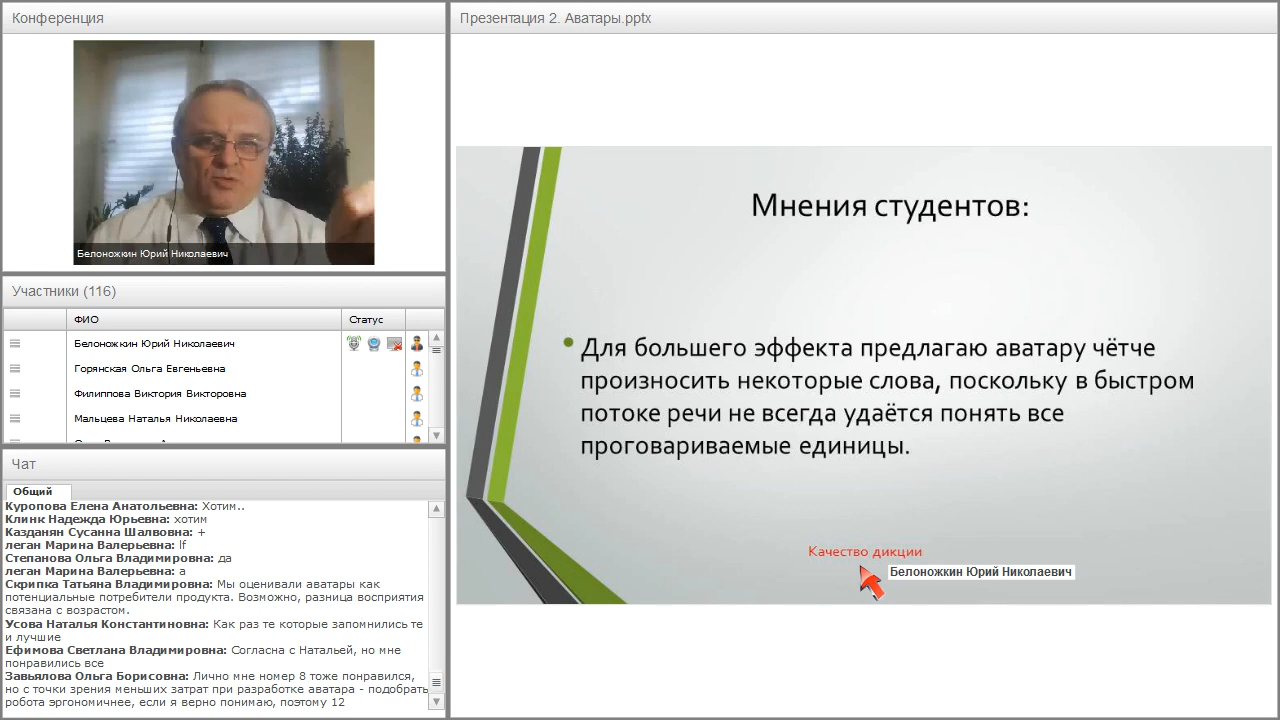 Конференция
Белоножкин Юрий Николаевич
Участники (116)
ФИО
Статус
Белоножкин Юрий Николаевич
Горянская Ольга Евгеньевна
Филиппова Виктория Викторовна
Мальцева Наталья Николаевна
Чат
Общий
Куропова Елена Анатольевна: Хотим..
Клинк Надежда Юрьевна: хотим
Казданян Сусанна Шалвовна: +
леган Марина Валерьевна: lf
Степанова Ольга Владимировна: да
леган Марина Валерьевна: а
Скрипка Татьяна Владимировна: Мы оценивали аватары как
потенциальные потребители продукта. Возможно, разница восприятия
связана с возрастом.
Усова Наталья Константиновна: Как раз те которые запомнились те
и лучшие
Ефимова Светлана Владимировна: Согласна с Натальей, но мне
понравились все
Завьялова Ольга Борисовна: Лично мне номер 8 тоже понравился,
но с точки зрения меньших затрат при разработке аватара - подобрать
робота эргономичнее, если я верно понимаю, поэтому 12
Презентация 2. Аватары.pptx
Мнения студентов:
Для большего эффекта предлагаю аватару чётче
произносить некоторые слова, поскольку в быстром
потоке речи не всегда удаётся понять все
проговариваемые единицы.
Качество дикции
Белоножкин Юрий Николаевич